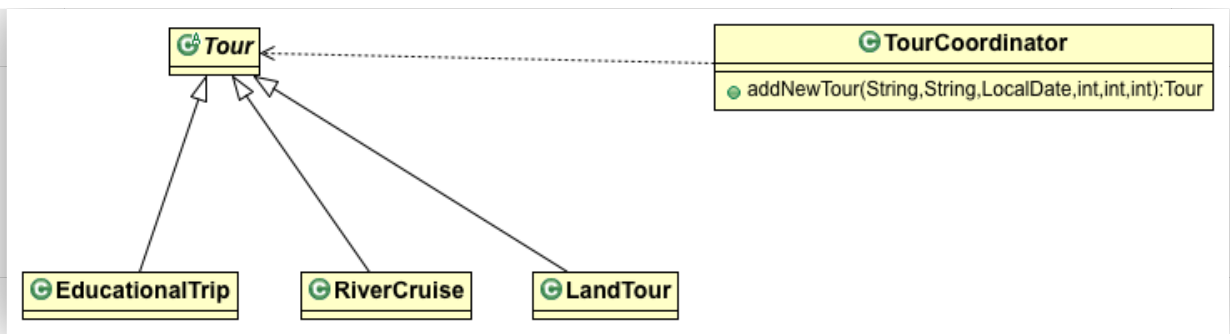 Tour
TourCoordinator
addNewTour(String,String,LocalDate,int,int,int):Tour
EducationalTrip
RiverCruise
LandTour